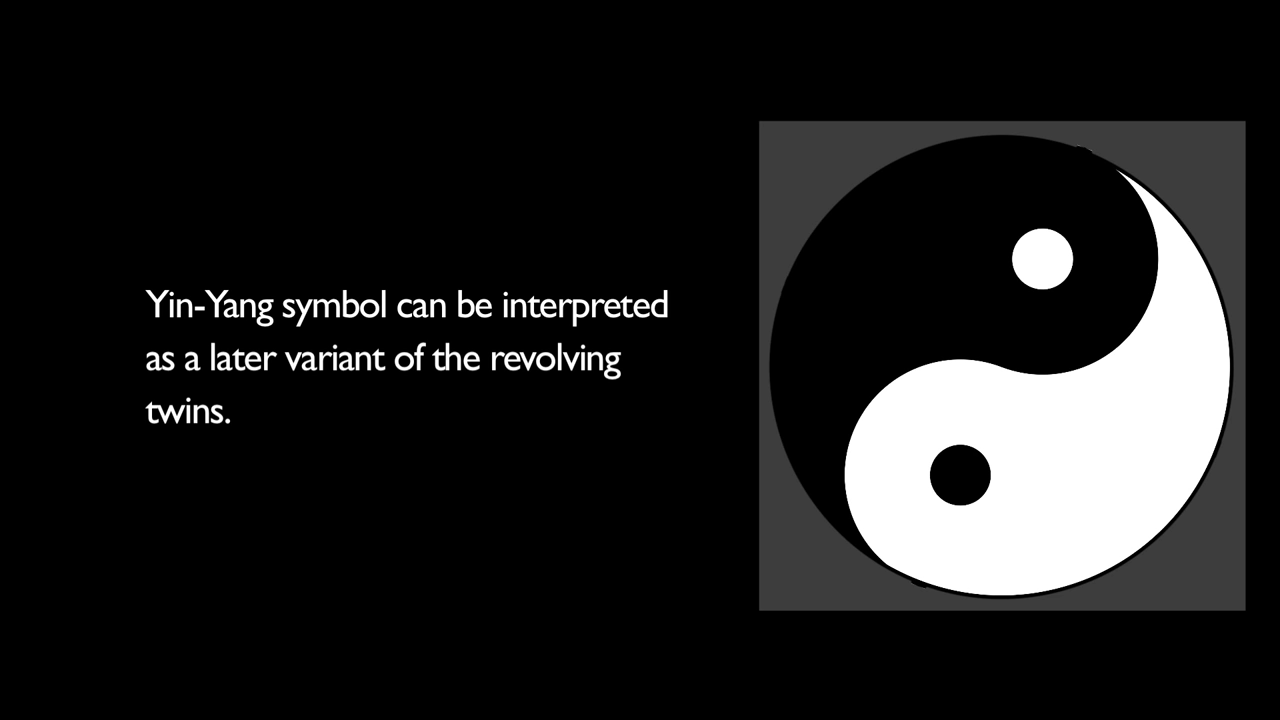 Yin-Yang symbol can be interpreted
as a later variant of the revolving
twins.